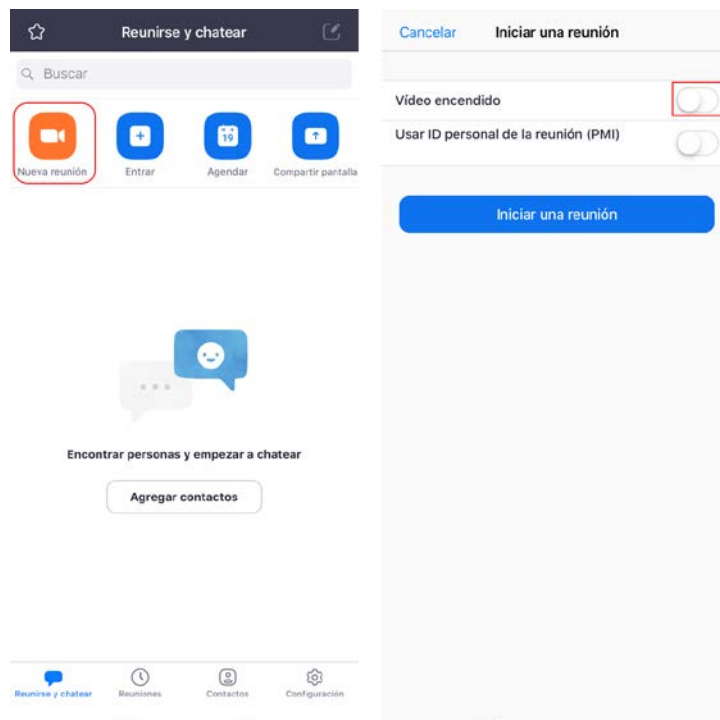 Reunirse y chatear
Buscar
Nueva reunión
Entrar
19
Agendar
Compartir pantalla
Encontrar personas y empezar a chatear
Agregar contactos
Reunirse y chatear
Reuniones
Contactos
Configuración
Cancelar
Iniciar una reunión
Vídeo encendido
Usar ID personal de la reunión (PMI)
Iniciar una reunión